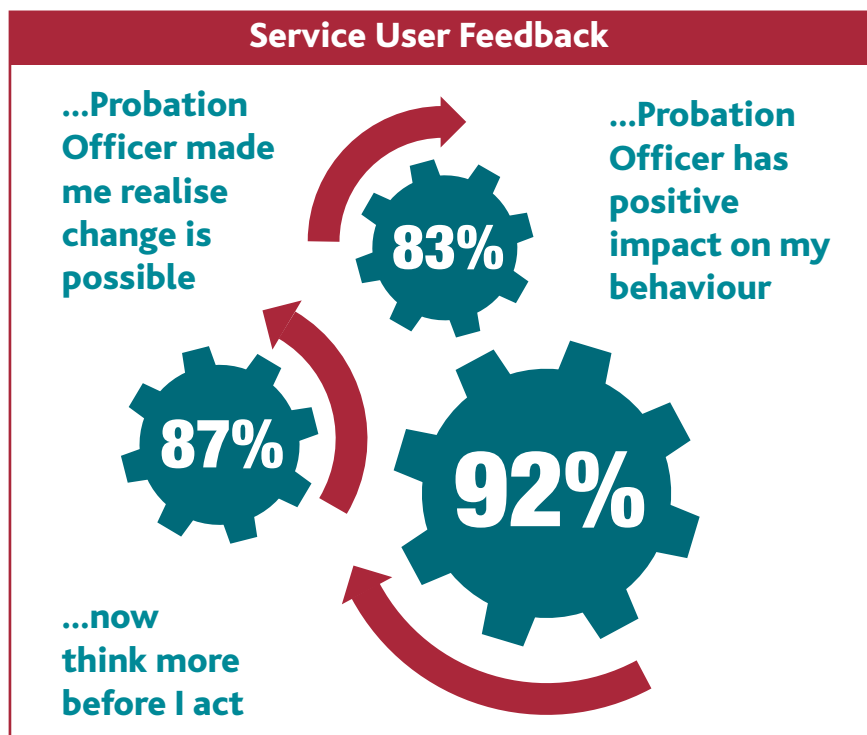 Service User Feedback
...Probation
Officer made
me realise
change is
possible
83%
...Probation
Officer has
positive
impact on my
behaviour
87%
92%
...now
think more
before I act